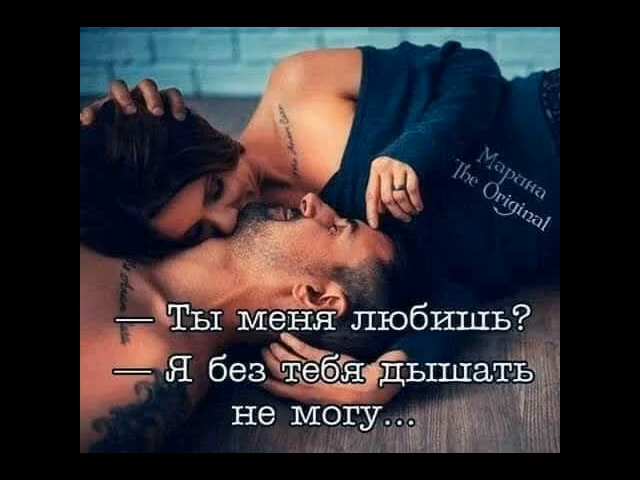 Марина
The Original
— Ты меня любишь?
— Я без тебя дышать
не могу...